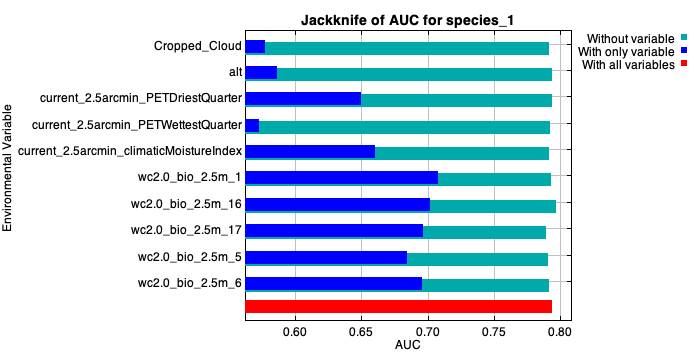 Jackknife of AUC for species_1
Without variable
With only variable
With all variables
Environmental Variable
Cropped_Cloud
alt
current_2.5arcmin_PETDriestQuarter
current_2.5arcmin_PETWettestQuarter
current_2.5arcmin_climaticMoistureIndex
wc2.0_bio_2.5m_1
wc2.0_bio_2.5m_16
wc2.0_bio_2.5m_17
wc2.0_bio_2.5m_5
wc2.0_bio_2.5m_6
0.60 0.65 0.70 0.75 0.80
AUC